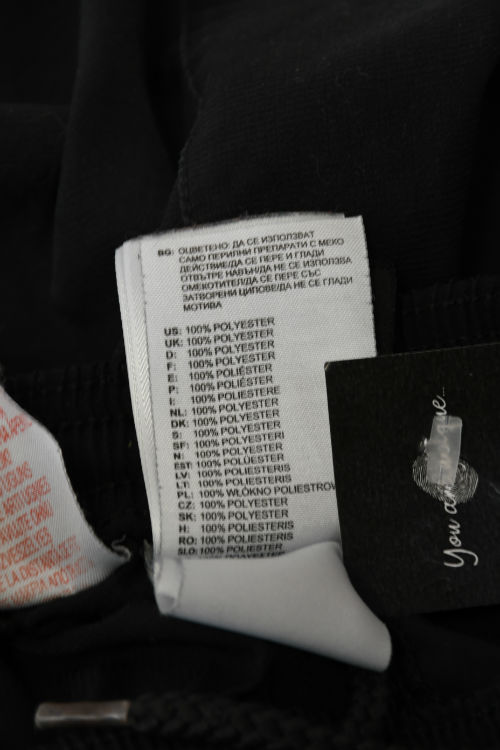 BG: ОЦВЕТЕНО: ДА СЕ ИЗПОЛЗВАТ
САМО ПЕРИЛНИ ПРЕПАРАТИ С МЕКО
ДЕЙСТВИЕ/ДА СЕ ПЕРЕ И ГЛАДИ
ОТВЪТРЕ НАВЪН/ДА НЕ СЕ ИЗПОЛЗВА
ОМЕКОТИТЕЛ/ДА СЕ ПЕРЕ СЪС
ЗАТВОРЕНИ ЦИПОВЕ/ДА НЕ СЕ ГЛАДИ
МОТИВА
US: 100% POLYESTER
UK: 100% POLYESTER
D: 100% POLYESTER
F: 100% POLYESTER
E: 100% POLIÉSTER
P: 100% POLIÉSTER
I: 100% POLIESTERE
NL: 100% POLYESTER
DK: 100% POLYESTER
S: 100% POLYESTER
SF: 100% POLYESTERI
N: 100% POLYESTER
EST: 100% POLÜESTER
LV: 100% POLIESTERIS
LT: 100% POLIESTERIS
PL: 100% WŁÓKNO POLIESTROW
CZ: 100% POLYESTER
SK: 100% POLYESTER
H: 100% POLIESTER
RO: 100% POLIESTERIS
SLO: 100% POLIESTER
You are unique.